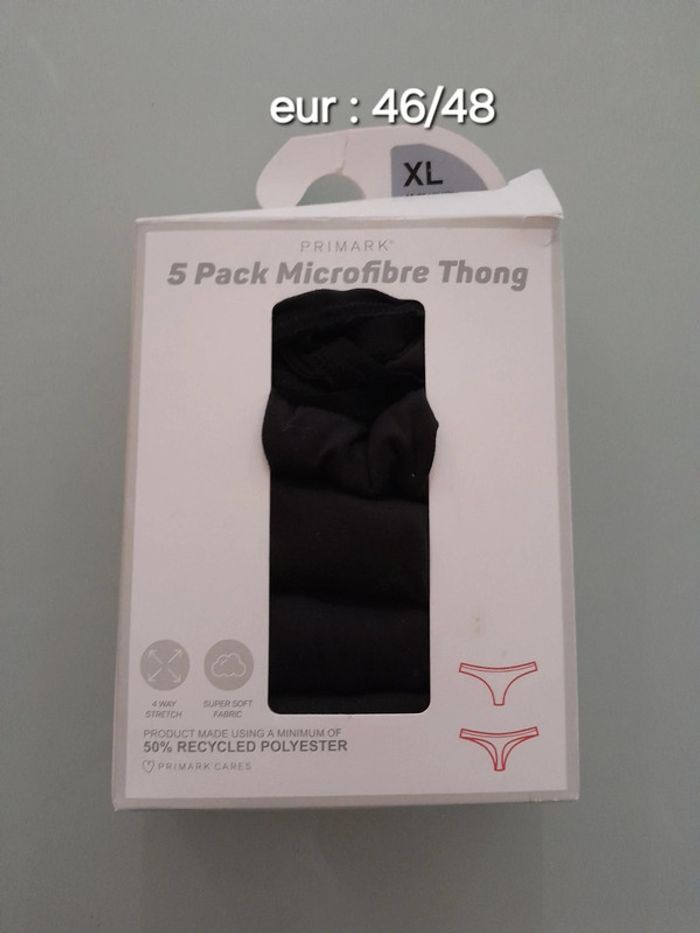 eur : 46/48
XL
PRIMARK®
5 Pack Microfibre Thong
4 WAY
STRETCH
SUPER SOFT
FABRIC
PRODUCT MADE USING A MINIMUM OF
50% RECYCLED POLYESTER
PRIMARK CARES